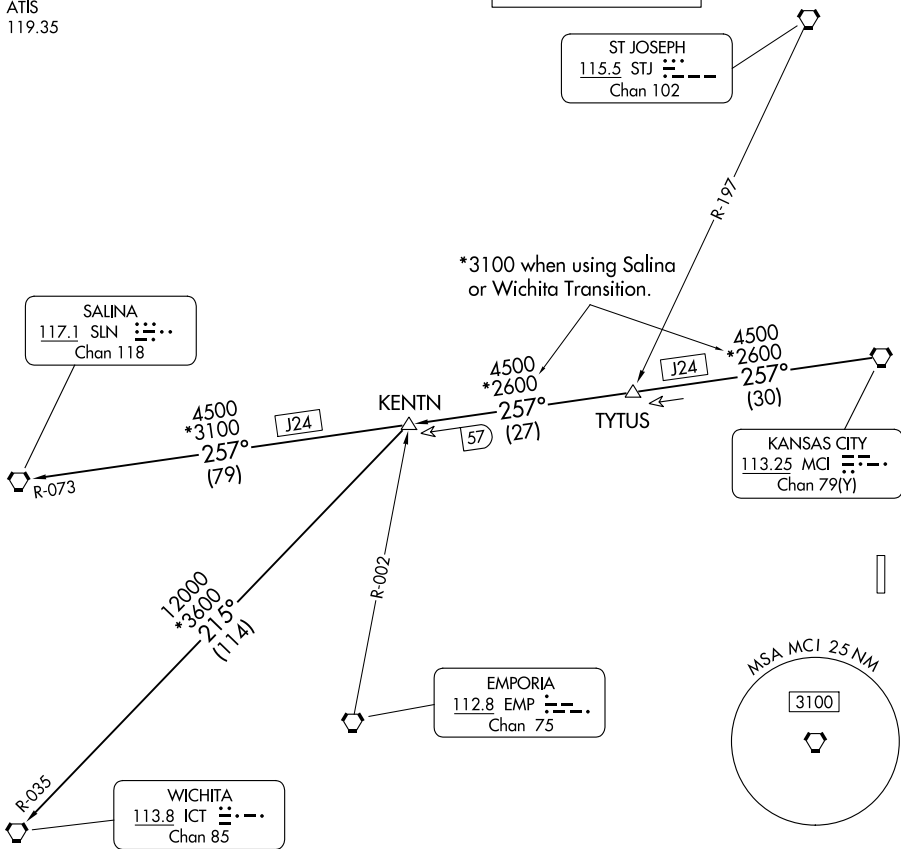 ATIS
119.35
ST JOSEPH
115.5 STJ
Chan 102
R-197
*3100 when using Salina
or Wichita Transition.
SALINA
117.1 SLN
Chan 118
4500
*2600
J24
257°
(30)
4500
*2600
257°
(27)
TYTUS
KENTN
57
4500
*3100
J24
257°
(79)
R-073
KANSAS CITY
113.25 MCI
Chan 79(Y)
R-002
12000
*3600
215°
(114)
MSA MCI 25 NM
3100
EMPORIA
112.8 EMP
Chan 75
R-035
WICHITA
113.8 ICT
Chan 85